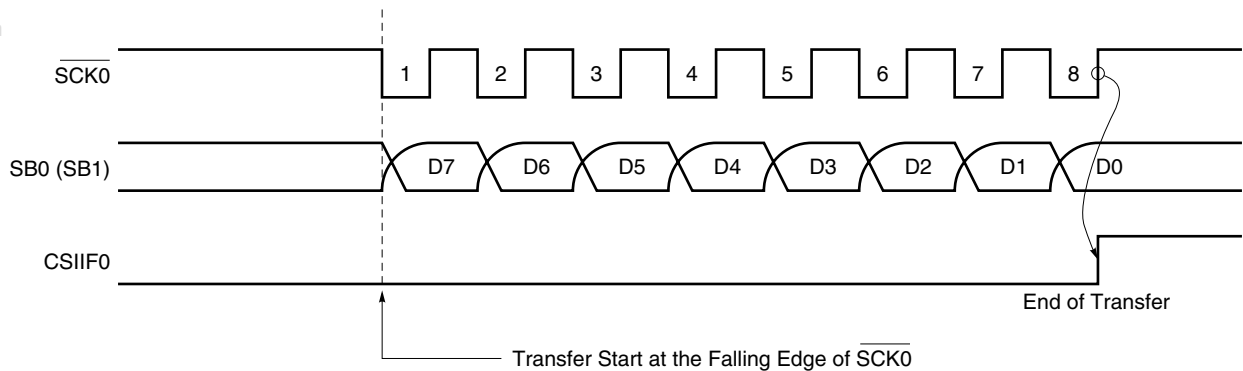 SCK0
1 2 3 4 5 6 7 8
SB0 (SB1)
D7 D6 D5 D4 D3 D2 D1 D0
CSIIF0
End of Transfer
Transfer Start at the Falling Edge of SCK0